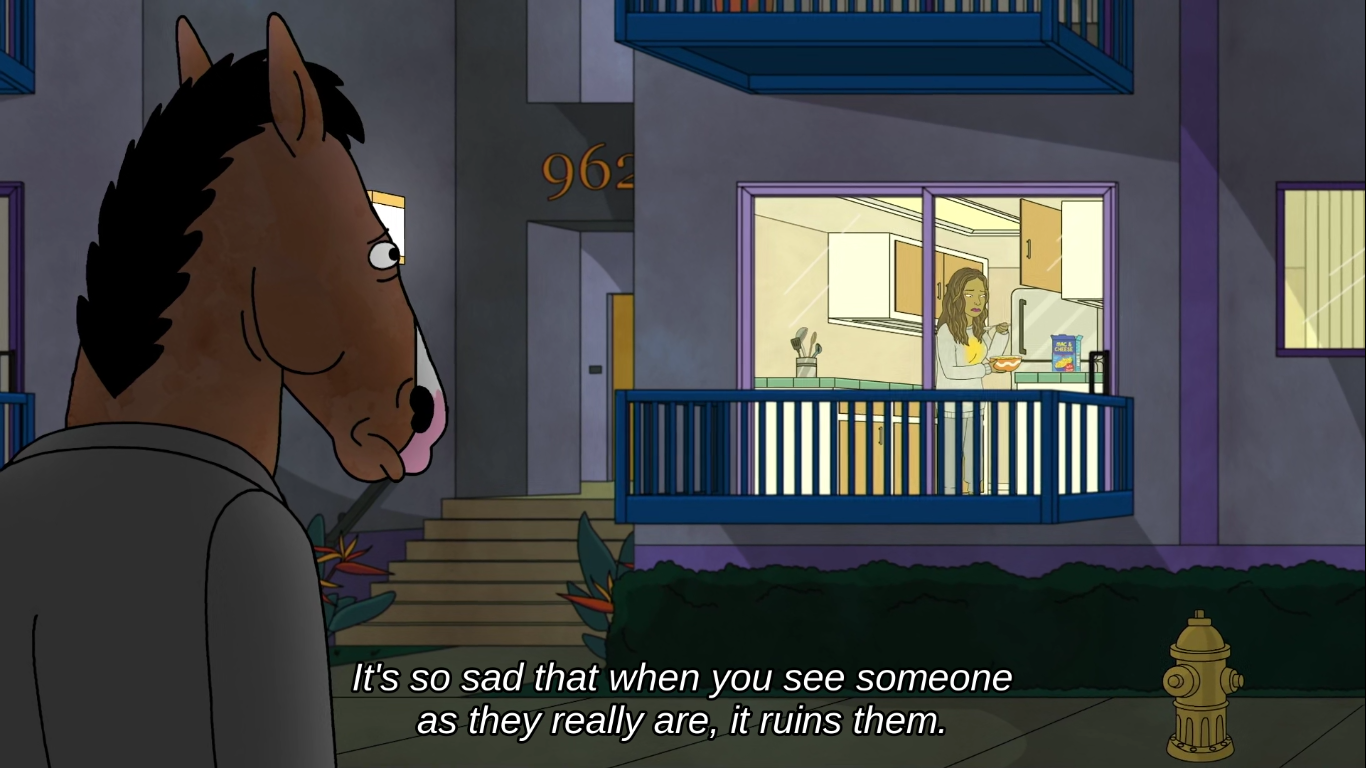 962
MAC &
CHEESE
It's so sad that when you see someone
as they really are, it ruins them.